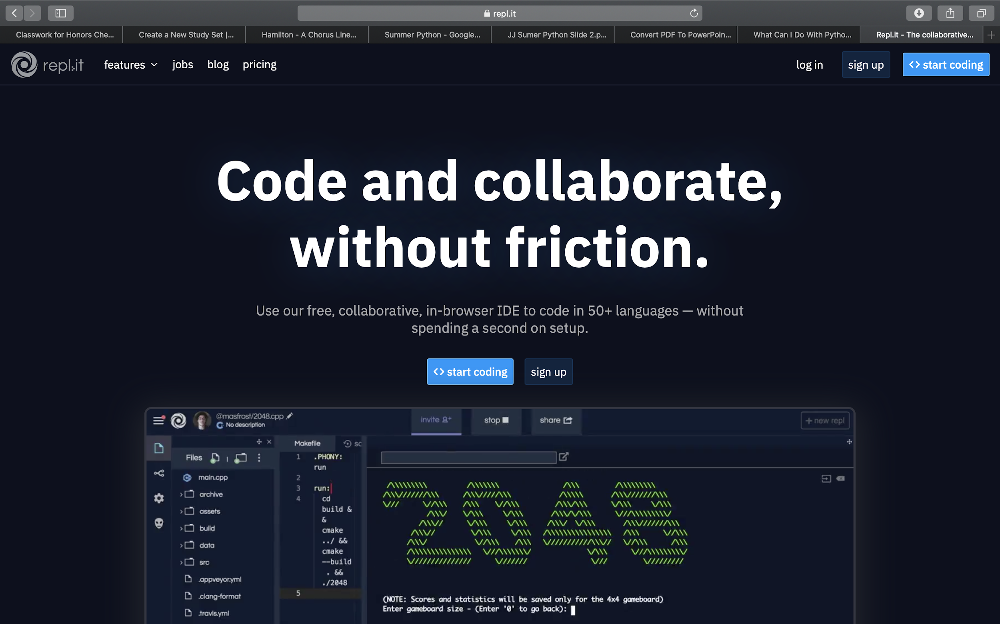 repl.it
Classwork for Honors Che...
Create a New Study Set |...
Hamilton - A Chorus Line...
Summer Python - Google...
JJ Sumer Python Slide 2.p...
Convert PDF To PowerPoin...
What Can I Do With Pytho...
Repl.it - The collaborative...
repl.it
features
jobs
blog
pricing
log in
sign up
<> start coding
Code and collaborate,
without friction.
Use our free, collaborative, in-browser IDE to code in 50+ languages — without
spending a second on setup.
<> start coding
sign up
@masfrost/2048.cpp
No description
invite
stop
share
+ new repl
Files
main.cpp
archive
assets
build
data
src
.appveyor.yml
.clang-format
.travis.yml
Makefile
sc
1 .PHONY:
run
2
3 run:
4 cd
build &
&
cmake
../ &&
cmake
--build
. &&
./2048
5
2048
(NOTE: Scores and statistics will be saved only for the 4x4 gameboard)
Enter gameboard size - (Enter '0' to go back):